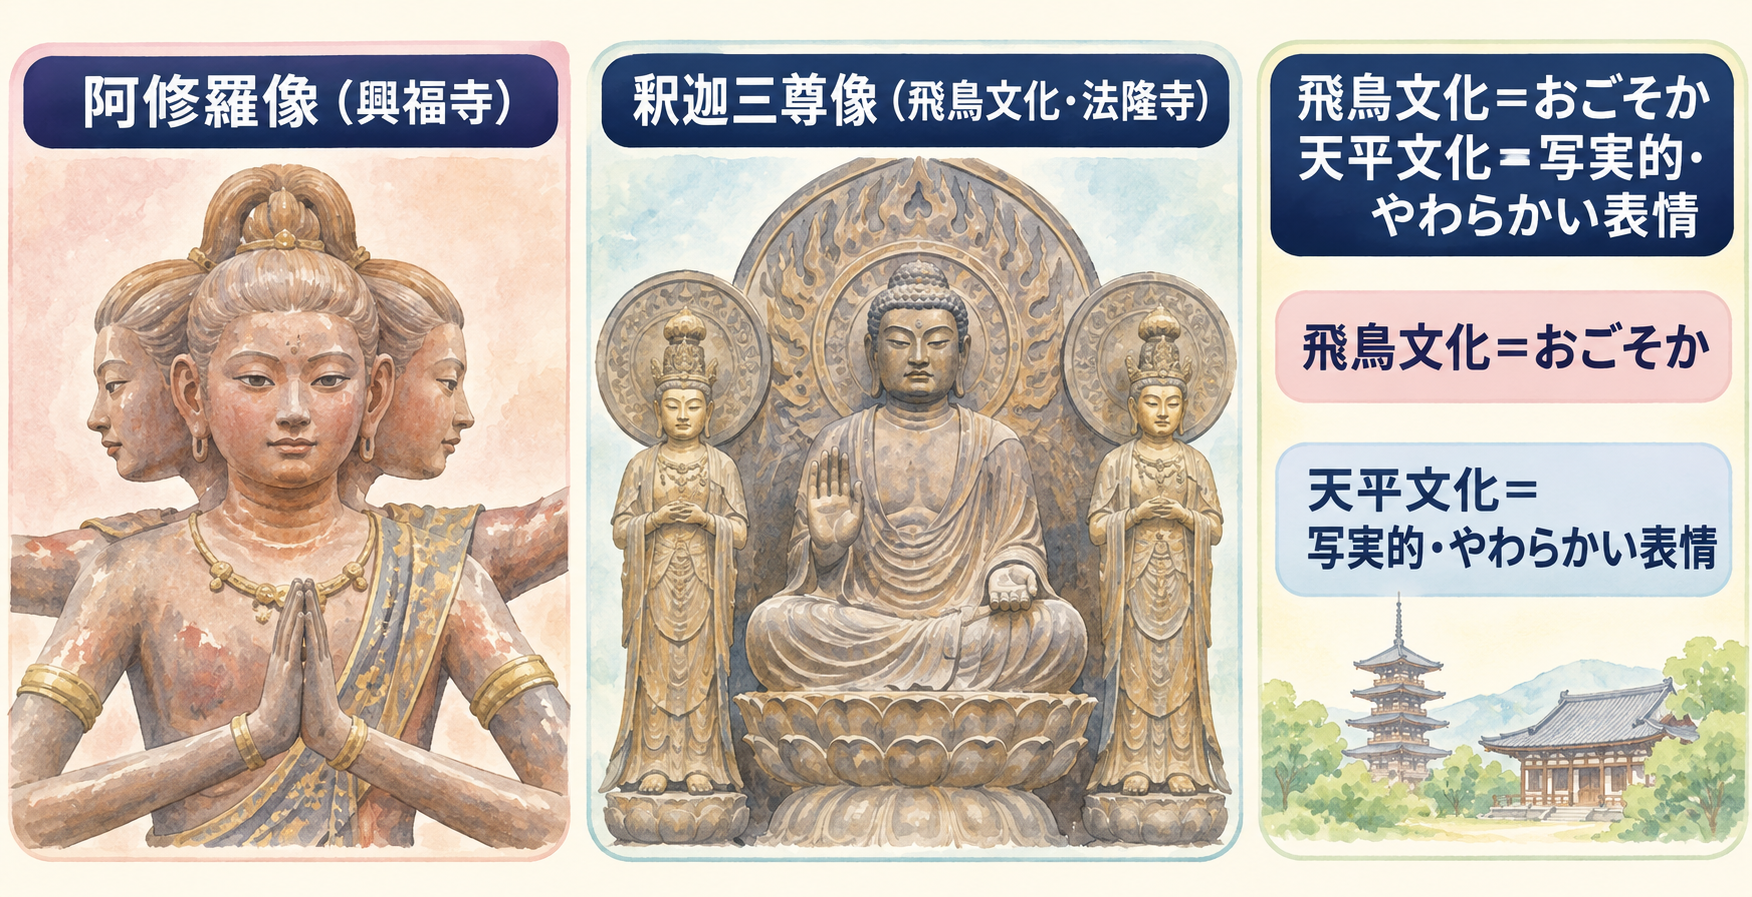 阿修羅像（興福寺）
釈迦三尊像（飛鳥文化・法隆寺）
飛鳥文化＝おごそか
天平文化＝写実的・
やわらかい表情
飛鳥文化＝おごそか
天平文化＝
写実的・やわらかい表情